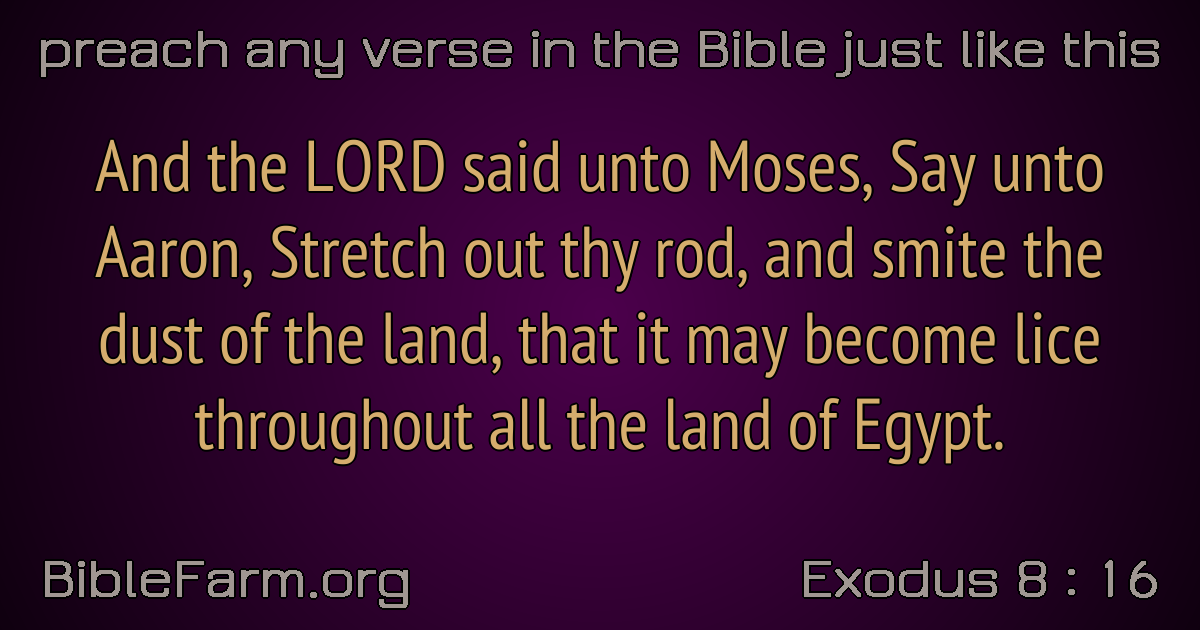 preach any verse in the Bible just like this
And the LORD said unto Moses, Say unto
Aaron, Stretch out thy rod, and smite the
dust of the land, that it may become lice
throughout all the land of Egypt.
BibleFarm.org
Exodus 8 : 16